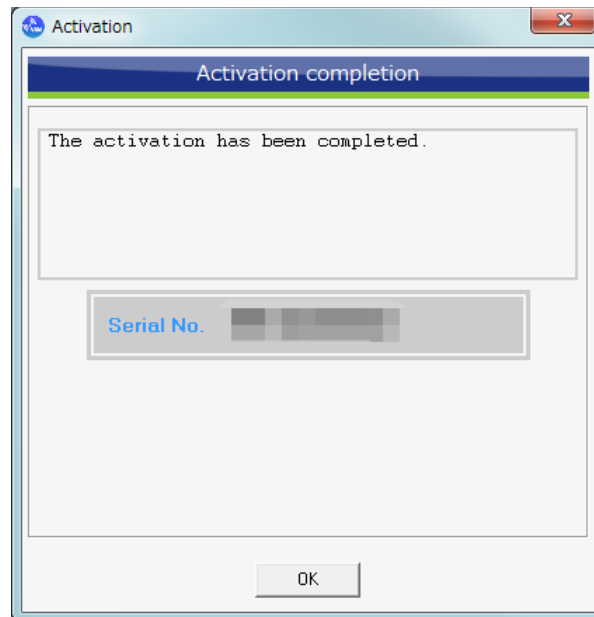 Activation
Activation completion
The activation has been completed.
Serial No.
OK